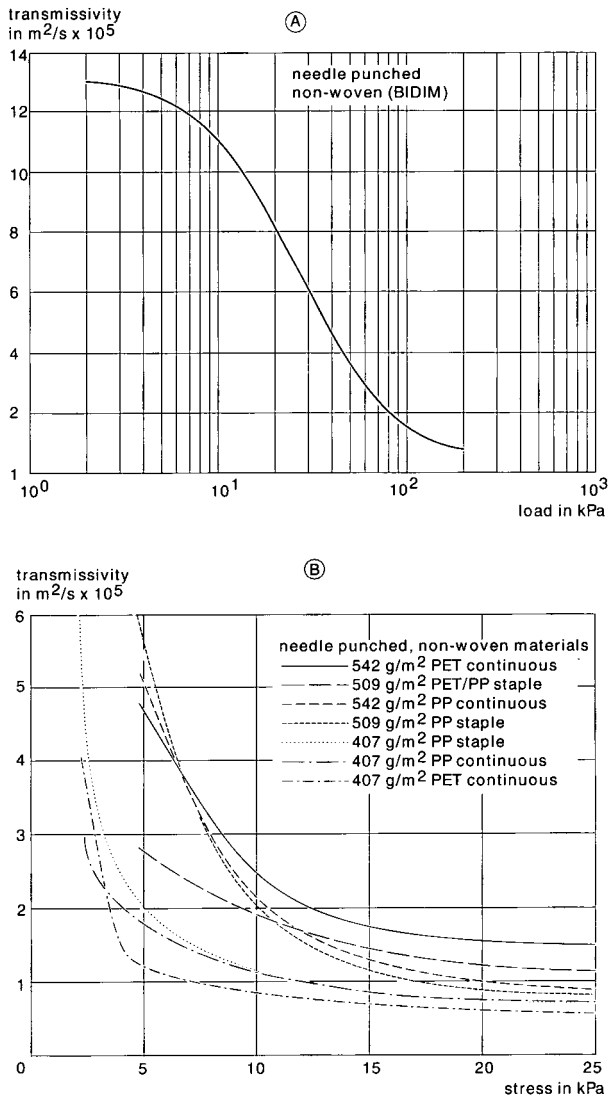 transmissivity
in m²/s x 10⁵
Ⓐ
needle punched
non-woven (BIDIM)
14
12
10
8
6
4
2
1
10⁰ 10¹ 10² 10³
load in kPa
transmissivity
in m²/s x 10⁵
Ⓑ
needle punched, non-woven materials
542 g/m² PET continuous
509 g/m² PET/PP staple
542 g/m² PP continuous
509 g/m² PP staple
407 g/m² PP staple
407 g/m² PP continuous
407 g/m² PET continuous
6
5
4
3
2
1
0 5 10 15 20 25
stress in kPa